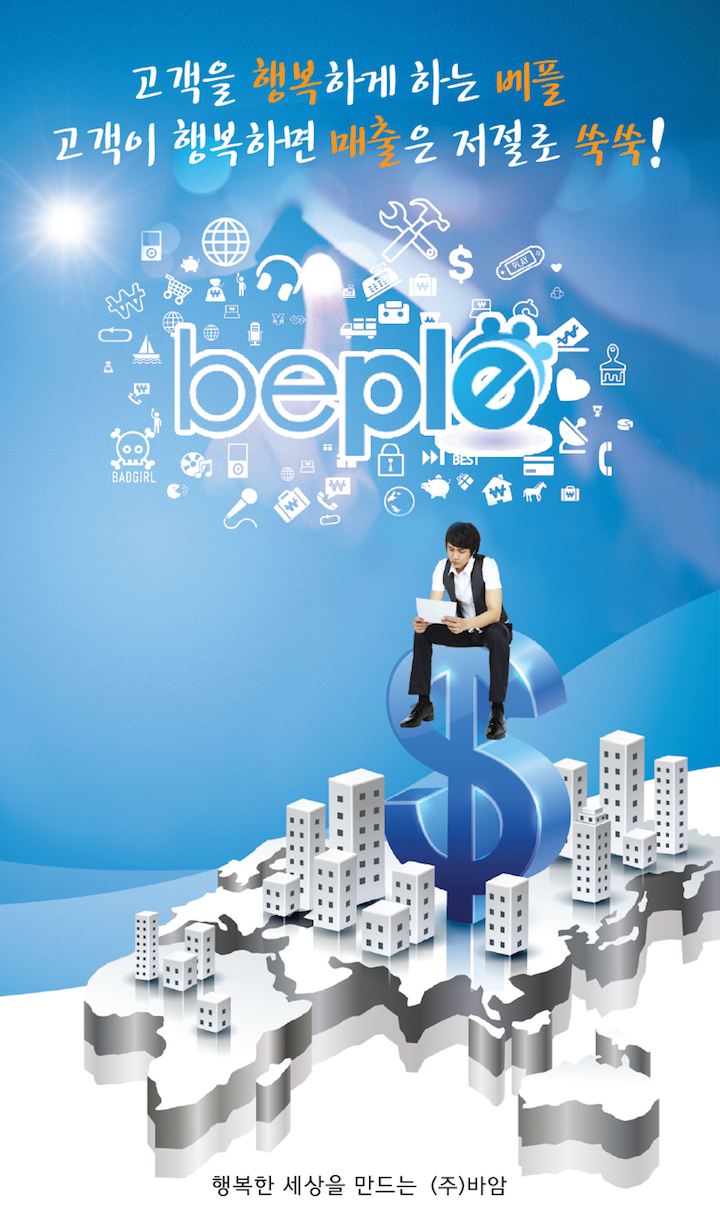 고객을 행복하게 하는 베플
고객이 행복하면 매출은 저절로 쑥쑥!
PLAY
beple
BADGIRL
BEST
행복한 세상을 만드는 (주)바암